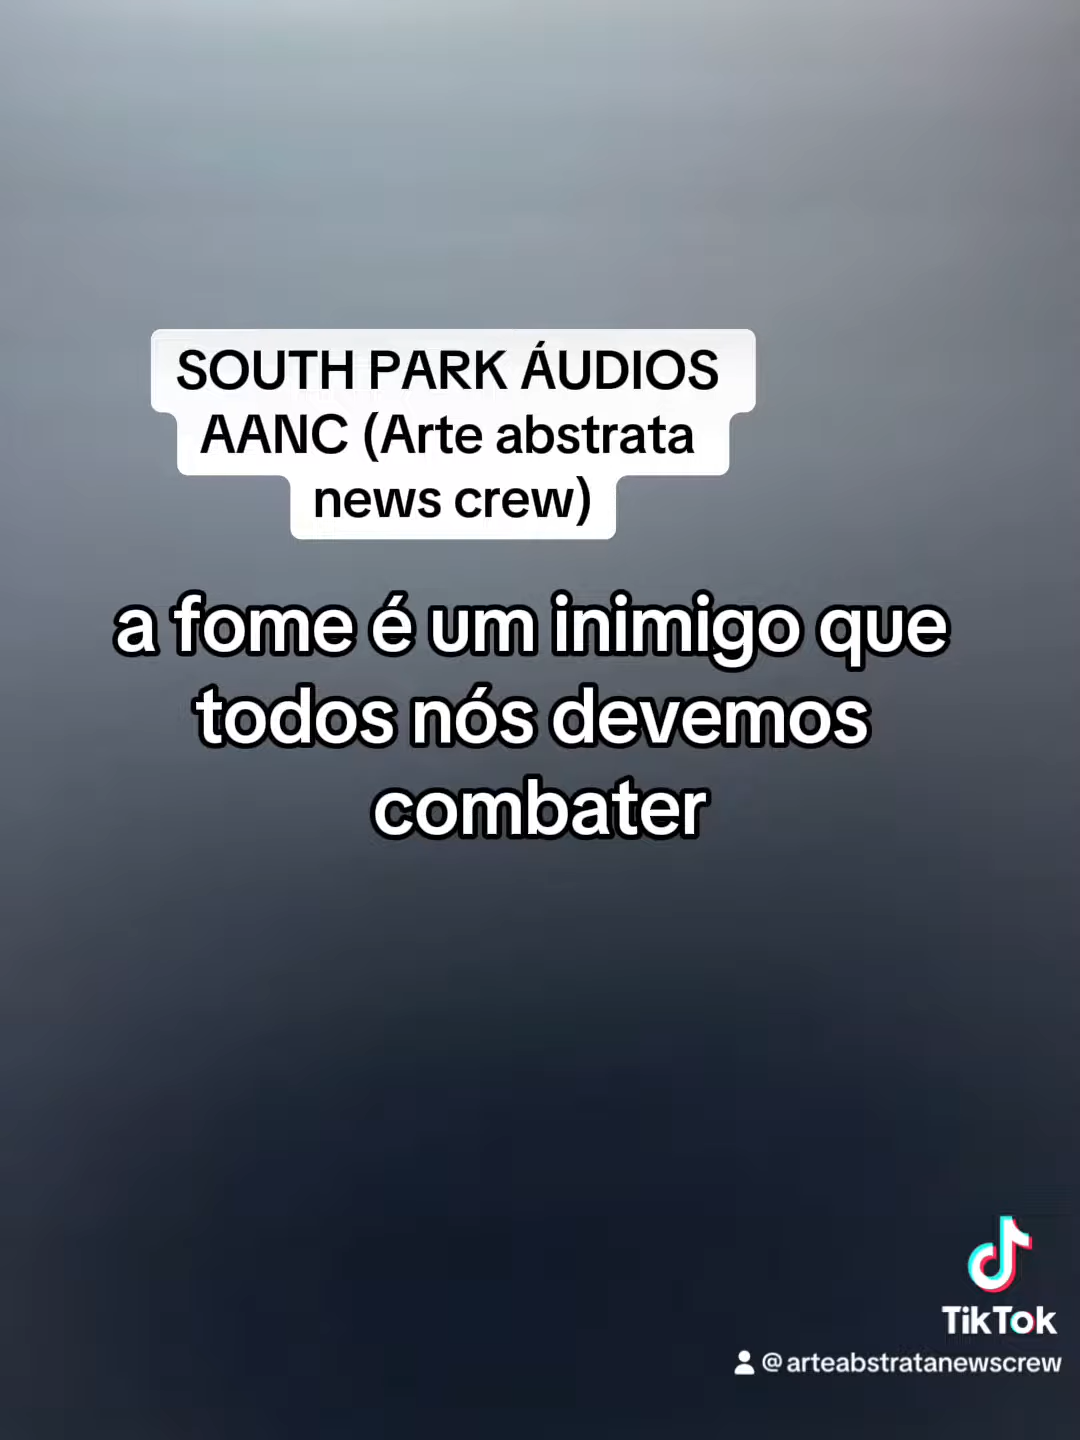 SOUTH PARK ÁUDIOS
AANC (Arte abstrata
news crew)
a fome é um inimigo que
todos nós devemos
combater
TikTok
@arteabstratanewscrew